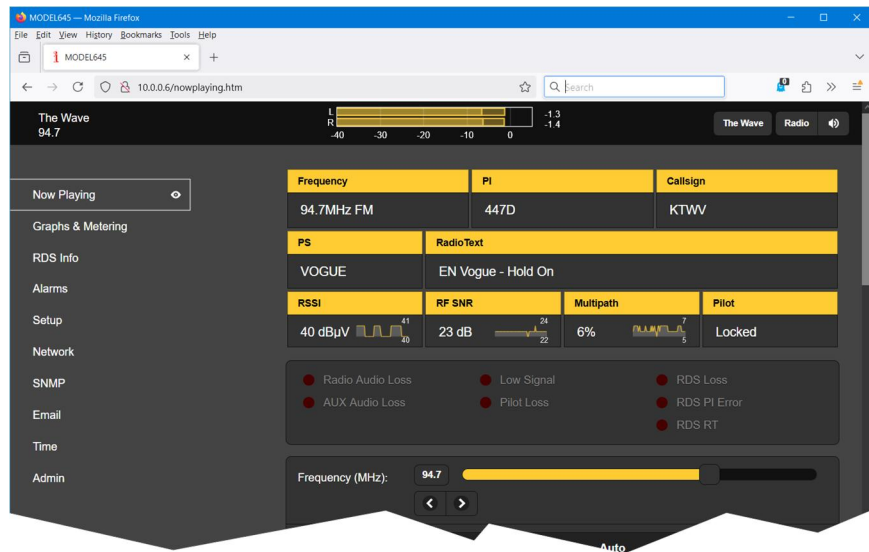 MODEL645 — Mozilla Firefox
File Edit View History Bookmarks Tools Help
MODEL645
10.0.0.6/nowplaying.htm
Search
0
The Wave
94.7
L
R
-1.3
-1.4
-40 -30 -20 -10 0
The Wave Radio
Now Playing
Graphs & Metering
RDS Info
Alarms
Setup
Network
SNMP
Email
Time
Admin
Frequency PI Callsign
94.7MHz FM 447D KTWV
PS RadioText
VOGUE EN Vogue - Hold On
RSSI RF SNR Multipath Pilot
40 dBµV 41 40 23 dB 24 22 6% 7 5 Locked
Radio Audio Loss Low Signal RDS Loss
AUX Audio Loss Pilot Loss RDS PI Error
RDS RT
Frequency (MHz): 94.7
Auto